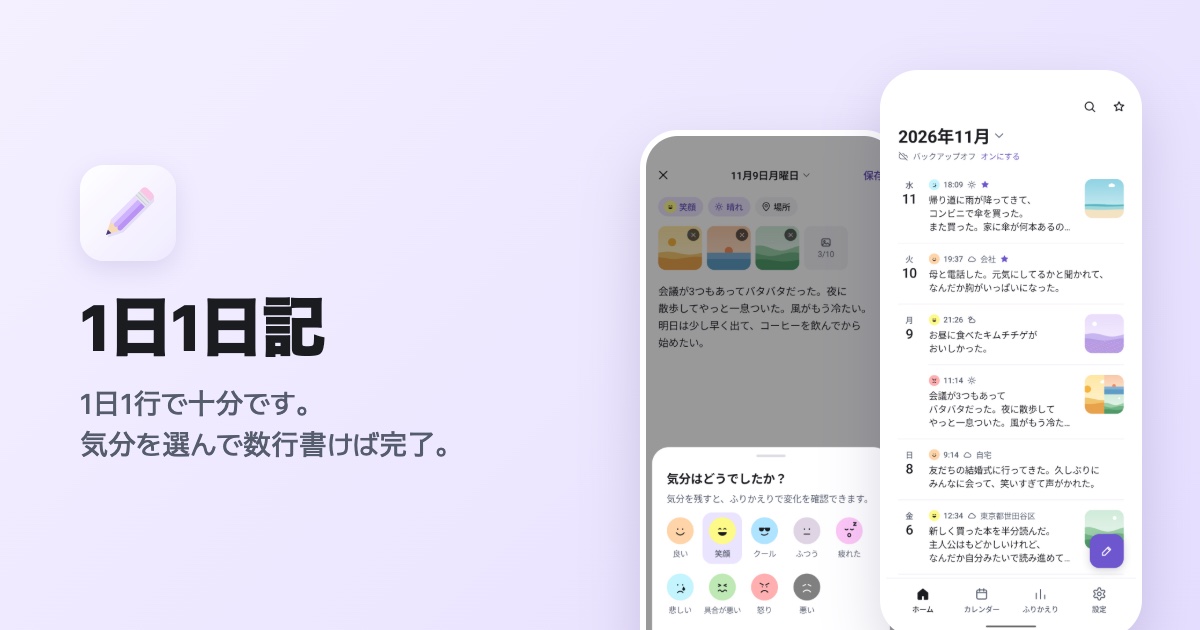 1日1日記
1日1行で十分です。
気分を選んで数行書けば完了。
11月9日月曜日
保存
笑顔
晴れ
場所
3/10
会議が3つもあってバタバタだった。夜に
散歩してやっと一息ついた。風がもう冷たい。
明日は少し早く出て、コーヒーを飲んでから
始めたい。
気分はどうでしたか？
気分を残すと、ふりかえりで変化を確認できます。
良い
笑顔
クール
ふつう
疲れた
悲しい
具合が悪い
怒り
悪い
2026年11月
バックアップオフ オンにする
水
11
18:09
帰り道に雨が降ってきて、
コンビニで傘を買った。
また買った。家に傘が何本あるの…
火
10
19:37 会社
母と電話した。元気にしてるかと聞かれて、
なんだか胸がいっぱいになった。
月
9
21:26
お昼に食べたキムチチゲが
おいしかった。
11:14
会議が3つもあって
バタバタだった。夜に散歩して
やっと一息ついた。風がもう冷た…
日
8
9:14 自宅
友だちの結婚式に行ってきた。久しぶりに
みんなに会って、笑いすぎて声がかれた。
金
6
12:34 東京都世田谷区
新しく買った本を半分読んだ。
主人公はもどかしいけれど、
なんだか自分みたいで読み進めて…
ホーム
カレンダー
ふりかえり
設定